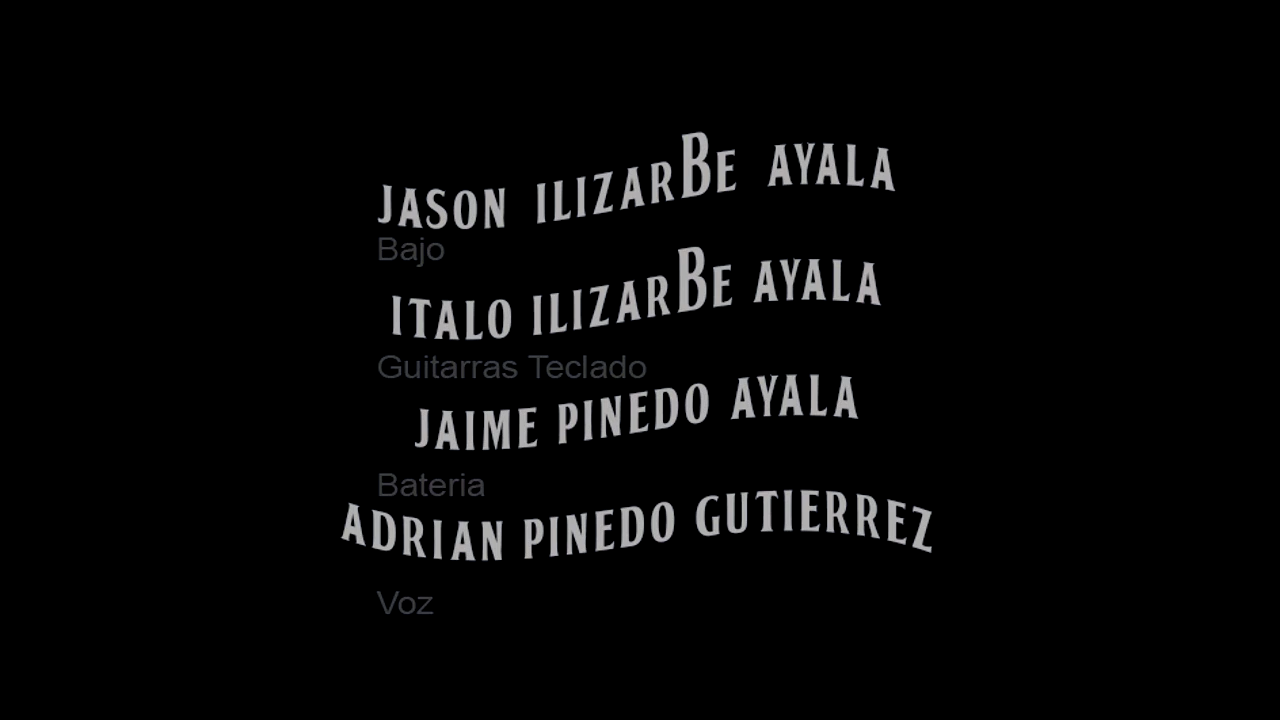 JASON ILIZARBE AYALA
Bajo
ITALO ILIZARBE AYALA
Guitarras Teclado
JAIME PINEDO AYALA
Bateria
ADRIAN PINEDO GUTIERREZ
Voz